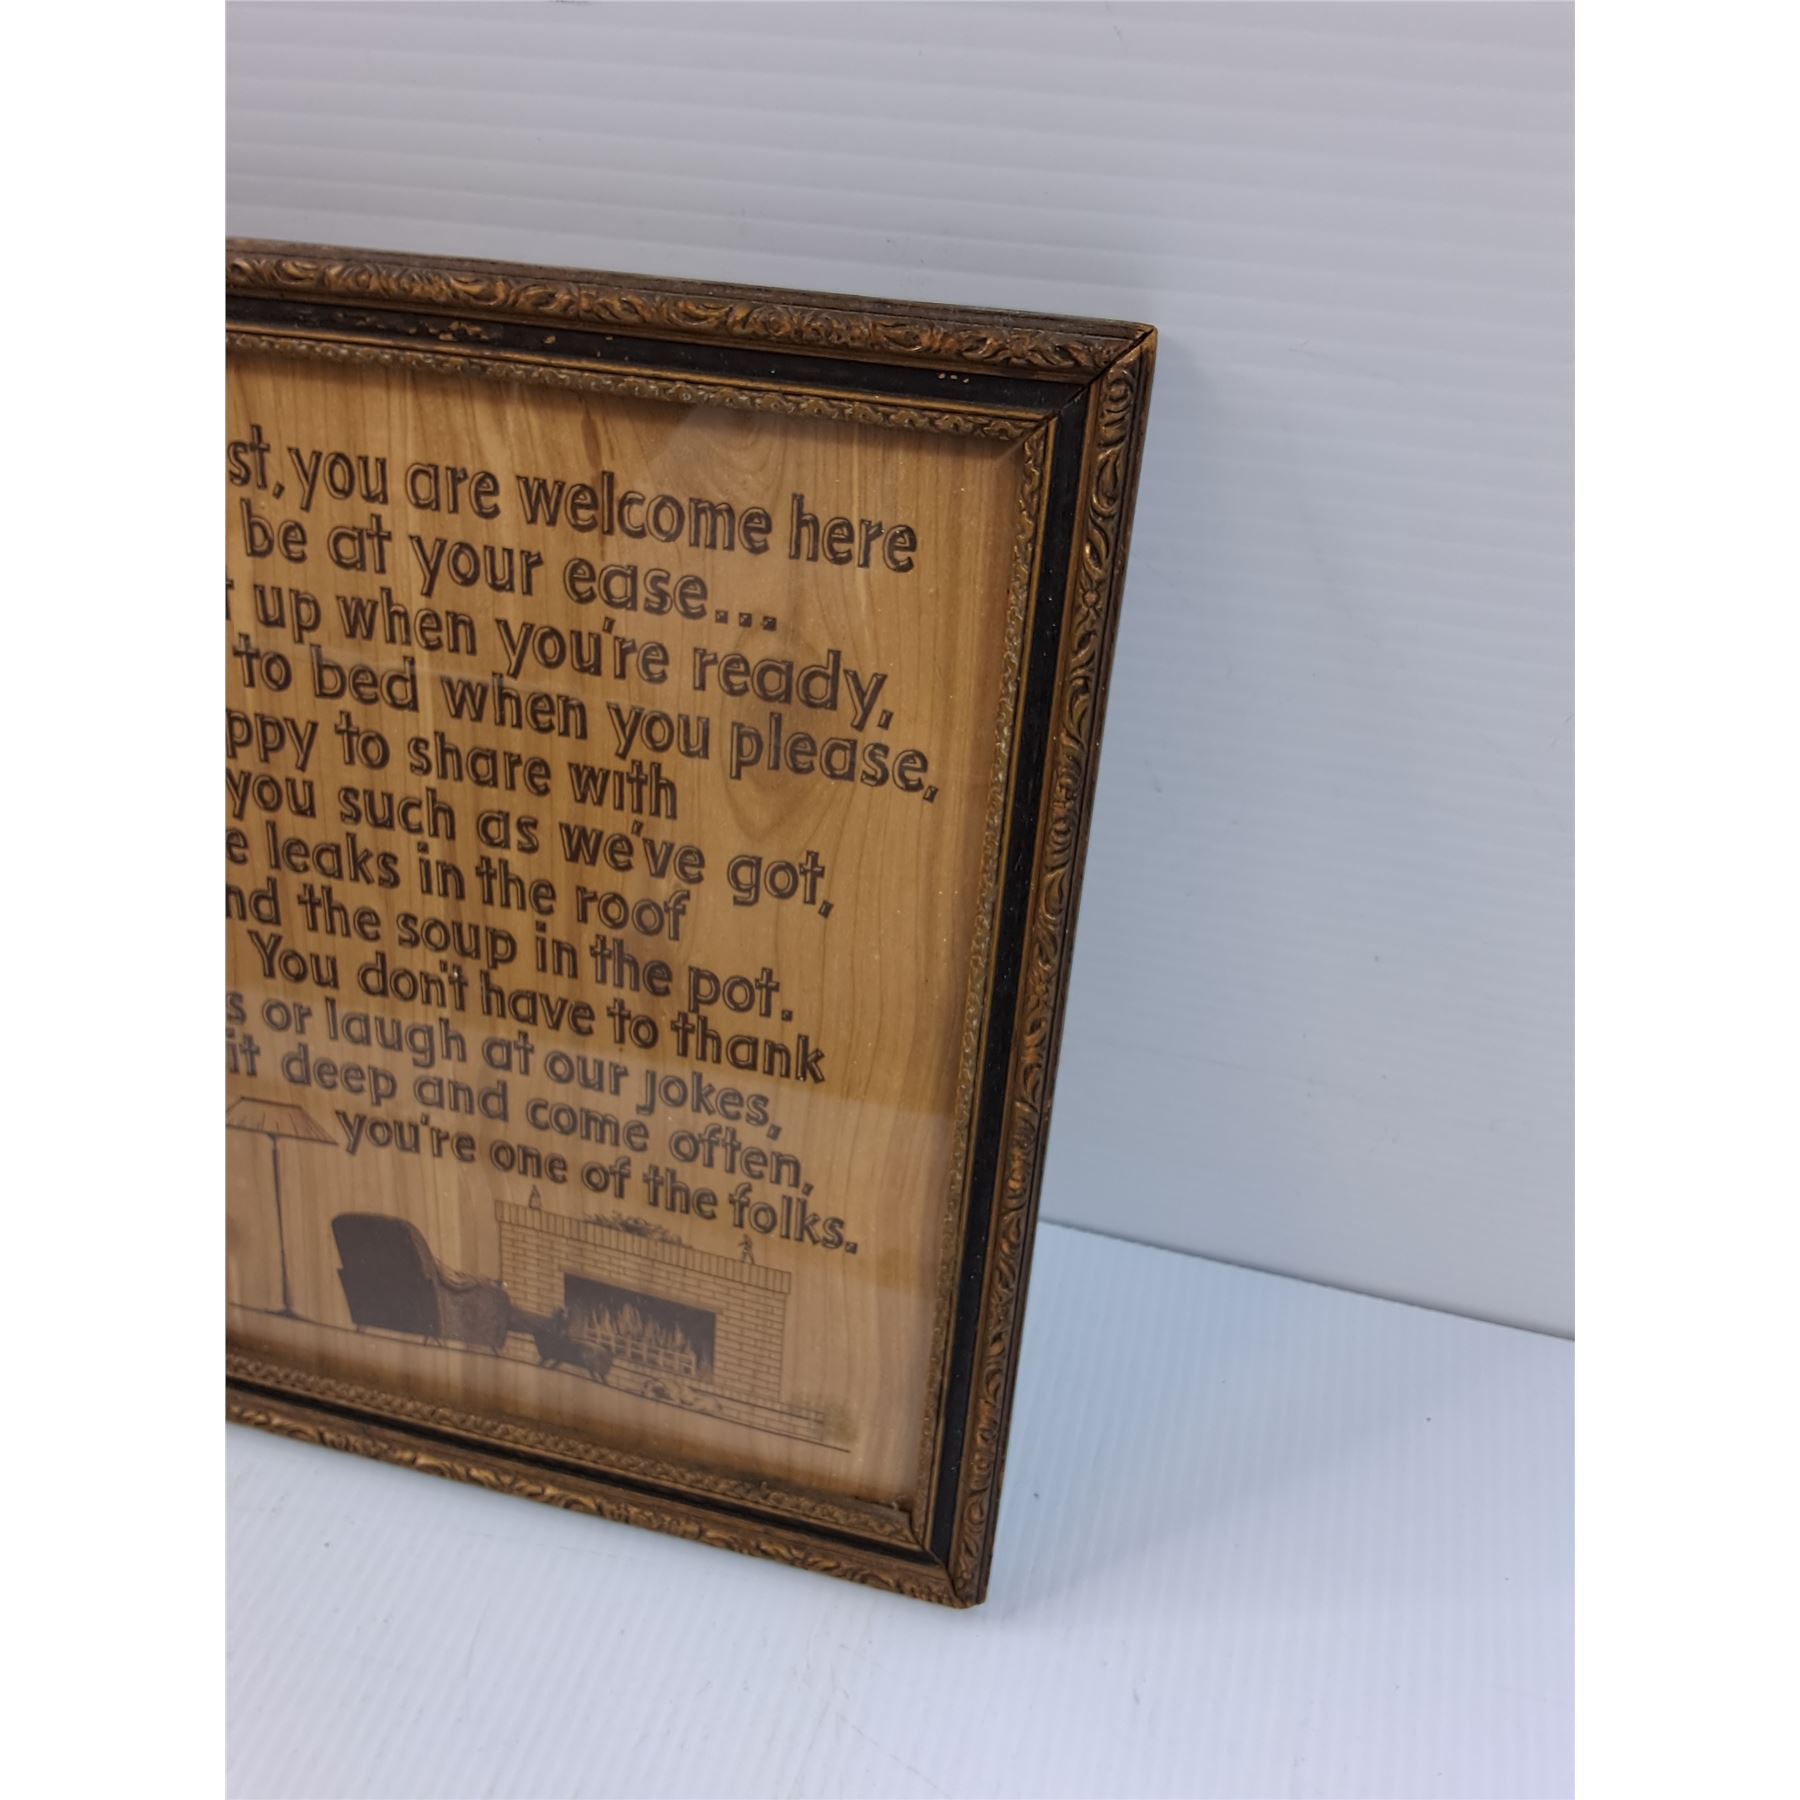 st, you are welcome here
be at your ease...
up when you're ready,
to bed when you please,
ppy to share with
you such as we've got,
e leaks in the roof
nd the soup in the pot.
You don't have to thank
s or laugh at our jokes,
it deep and come often,
you're one of the folks.